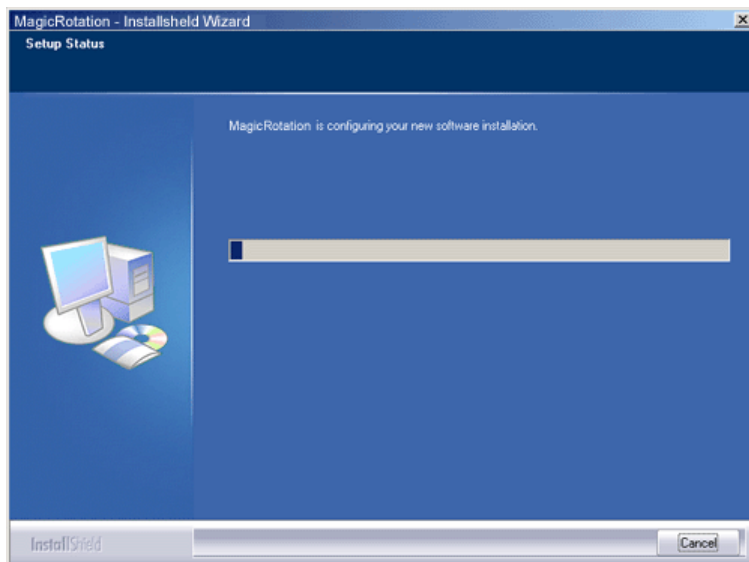 MagicRotation - Installsheld Wizard
Setup Status
MagicRotation is configuring your new software installation.
InstallShield
Cancel